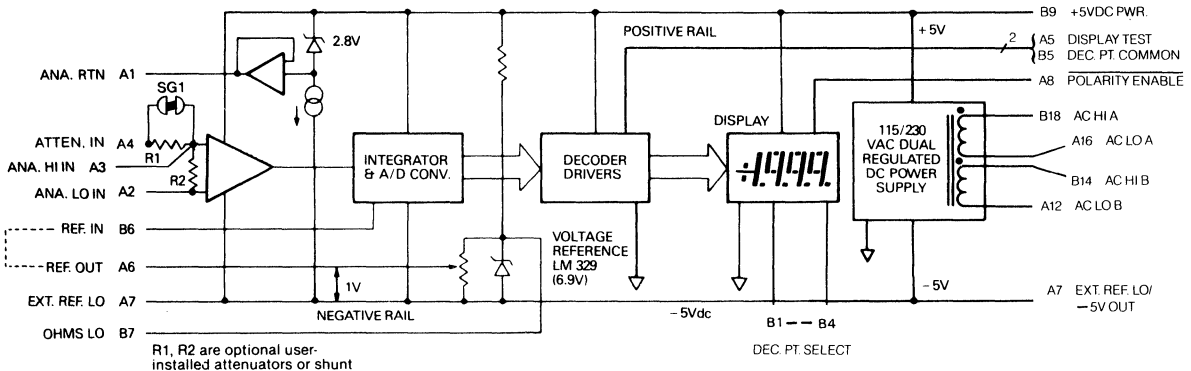 B9 +5VDC PWR.
+5V
POSITIVE RAIL
2
A5 DISPLAY TEST
B5 DEC. PT. COMMON
2.8V
ANA. RTN A1
A8 POLARITY ENABLE
SG1
DISPLAY
ATTEN. IN A4
R1
ANA. HI IN A3
R2
ANA. LO IN A2
INTEGRATOR
& A/D CONV.
DECODER
DRIVERS
115/230
VAC DUAL
REGULATED
DC POWER
SUPPLY
B18 AC HI A
A16 AC LO A
B14 AC HI B
A12 AC LO B
REF. IN B6
VOLTAGE
REFERENCE
LM 329
(6.9V)
REF. OUT A6
1V
−5V
EXT. REF. LO A7
NEGATIVE RAIL
−5Vdc
A7 EXT. REF. LO/
−5V OUT
B1 -- B4
OHMS LO B7
DEC. PT. SELECT
R1, R2 are optional user-
installed attenuators or shunt